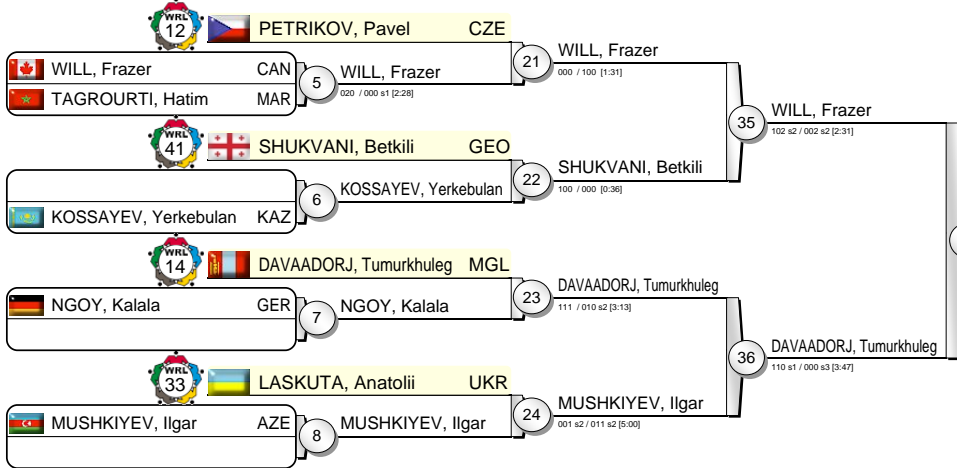 WRL
12 PETRIKOV, Pavel CZE
WILL, Frazer CAN
TAGROURTI, Hatim MAR
5 WILL, Frazer
020 / 000 s1 [2:28]
21 WILL, Frazer
000 / 100 [1:31]
WRL
41 SHUKVANI, Betkili GEO
KOSSAYEV, Yerkebulan KAZ
6 KOSSAYEV, Yerkebulan
22 SHUKVANI, Betkili
100 / 000 [0:36]
35 WILL, Frazer
102 s2 / 002 s2 [2:31]
WRL
14 DAVAADORJ, Tumurkhuleg MGL
NGOY, Kalala GER
7 NGOY, Kalala
23 DAVAADORJ, Tumurkhuleg
111 / 010 s2 [3:13]
WRL
33 LASKUTA, Anatolii UKR
MUSHKIYEV, Ilgar AZE
8 MUSHKIYEV, Ilgar
24 MUSHKIYEV, Ilgar
001 s2 / 011 s2 [5:00]
36 DAVAADORJ, Tumurkhuleg
110 s1 / 000 s3 [3:47]